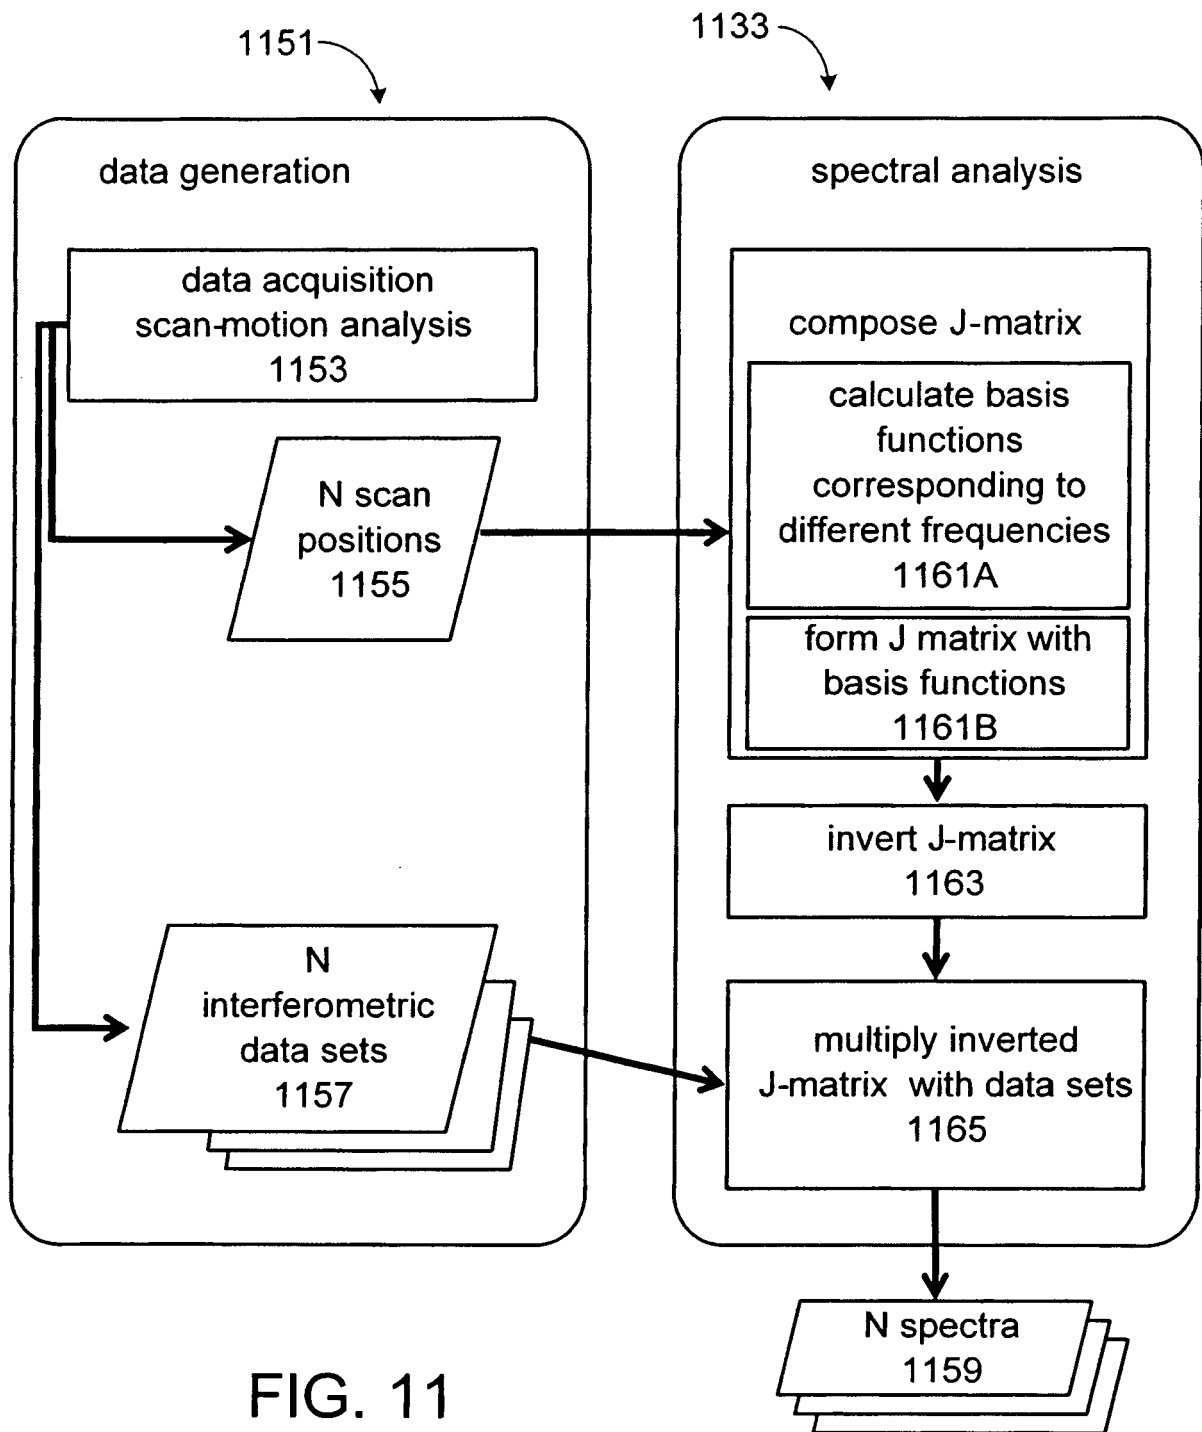 1151
1133
data generation
data acquisition
scan-motion analysis
1153
N scan
positions
1155
N
interferometric
data sets
1157
spectral analysis
compose J-matrix
calculate basis
functions
corresponding to
different frequencies
1161A
form J matrix with
basis functions
1161B
invert J-matrix
1163
multiply inverted
J-matrix with data sets
1165
N spectra
1159
FIG. 11